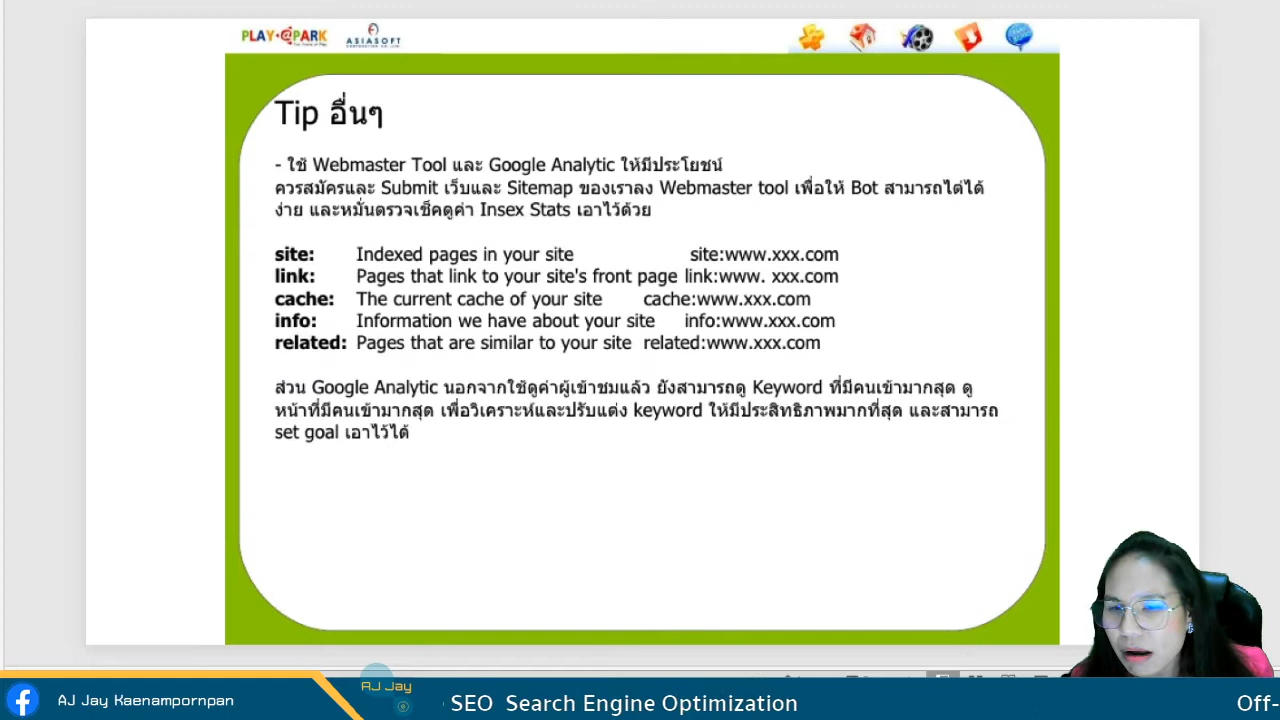 PLAY@PARK
ASIASOFT
Tip อื่นๆ
- ใช้ Webmaster Tool และ Google Analytic ให้มีประโยชน์
ควรสมัครและ Submit เว็บและ Sitemap ของเราลง Webmaster tool เพื่อให้ Bot สามารถไต่ได้
ง่าย และหมั่นตรวจเช็คดูค่า Insex Stats เอาไว้ด้วย
site: Indexed pages in your site site:www.xxx.com
link: Pages that link to your site's front page link:www. xxx.com
cache: The current cache of your site cache:www.xxx.com
info: Information we have about your site info:www.xxx.com
related: Pages that are similar to your site related:www.xxx.com
ส่วน Google Analytic นอกจากใช้ดูค่าผู้เข้าชมแล้ว ยังสามารถดู Keyword ที่มีคนเข้ามากสุด ดู
หน้าที่มีคนเข้ามากสุด เพื่อวิเคราะห์และปรับแต่ง keyword ให้มีประสิทธิภาพมากที่สุด และสามารถ
set goal เอาไว้ได้
AJ Jay Kaenampornpan
AJ Jay
SEO Search Engine Optimization
Off-